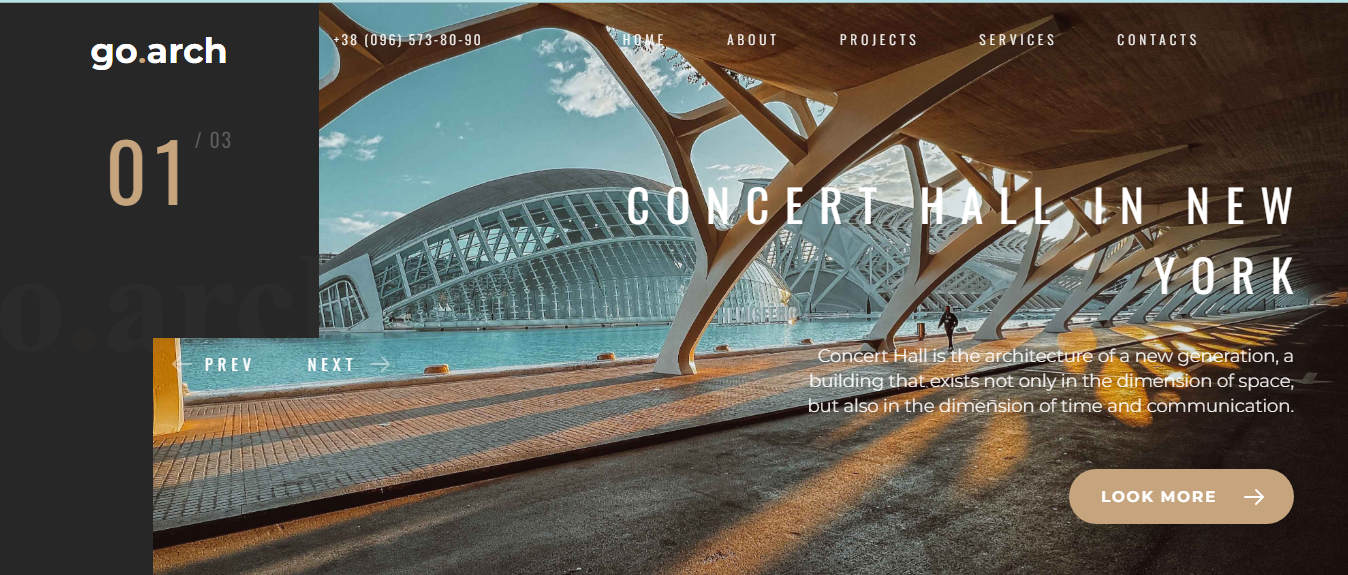 go.arch
+38 (096) 573-80-90
HOME
ABOUT
PROJECTS
SERVICES
CONTACTS
01
/ 03
CONCERT HALL IN NEW
YORK
o.arc
PREV
NEXT
Concert Hall is the architecture of a new generation, a
building that exists not only in the dimension of space,
but also in the dimension of time and communication.
LOOK MORE